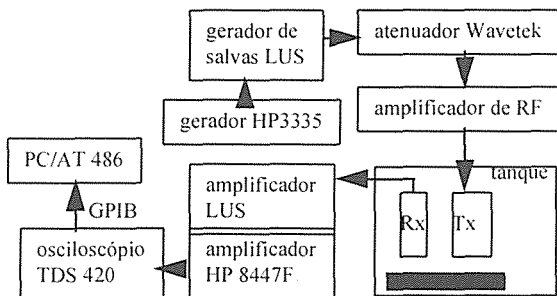 gerador de
salvas LUS
atenuador Wavetek
gerador HP3335
amplificador de RF
PC/AT 486
GPIB
osciloscópio
TDS 420
amplificador
LUS
amplificador
HP 8447F
tanque
Rx
Tx